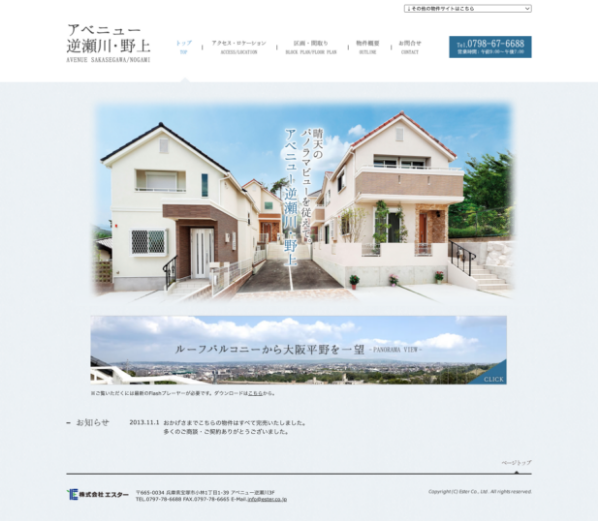 ↓その他の物件サイトはこちら
アベニュー
逆瀬川・野上
AVENUE SAKASEGAWA/NOGAMI
トップ
TOP
アクセス・ロケーション
ACCESS/LOCATION
区画・間取り
BLOCK PLAN/FLOOR PLAN
物件概要
OUTLINE
お問合せ
CONTACT
Tel.0798-67-6688
営業時間:午前9:00〜午後7:00
晴天の
パノラマビューを従えて。
アベニュー逆瀬川・野上
ルーフバルコニーから大阪平野を一望 -PANORAMA VIEW-
CLICK
※ご覧いただくには最新のFlashプレーヤーが必要です。ダウンロードはこちらから。
お知らせ
2013.11.1 おかげさまでこちらの物件はすべて完売いたしました。
多くのご商談・ご契約ありがとうございました。
ページトップ
株式会社エスター
〒665-0034 兵庫県宝塚市小林1丁目1-39 アベニュー逆瀬川3F
TEL.0797-78-6688 FAX.0797-78-6665 E-Mail.info@ester.co.jp
Copyright (C) Ester Co., Ltd. All rights reserved.